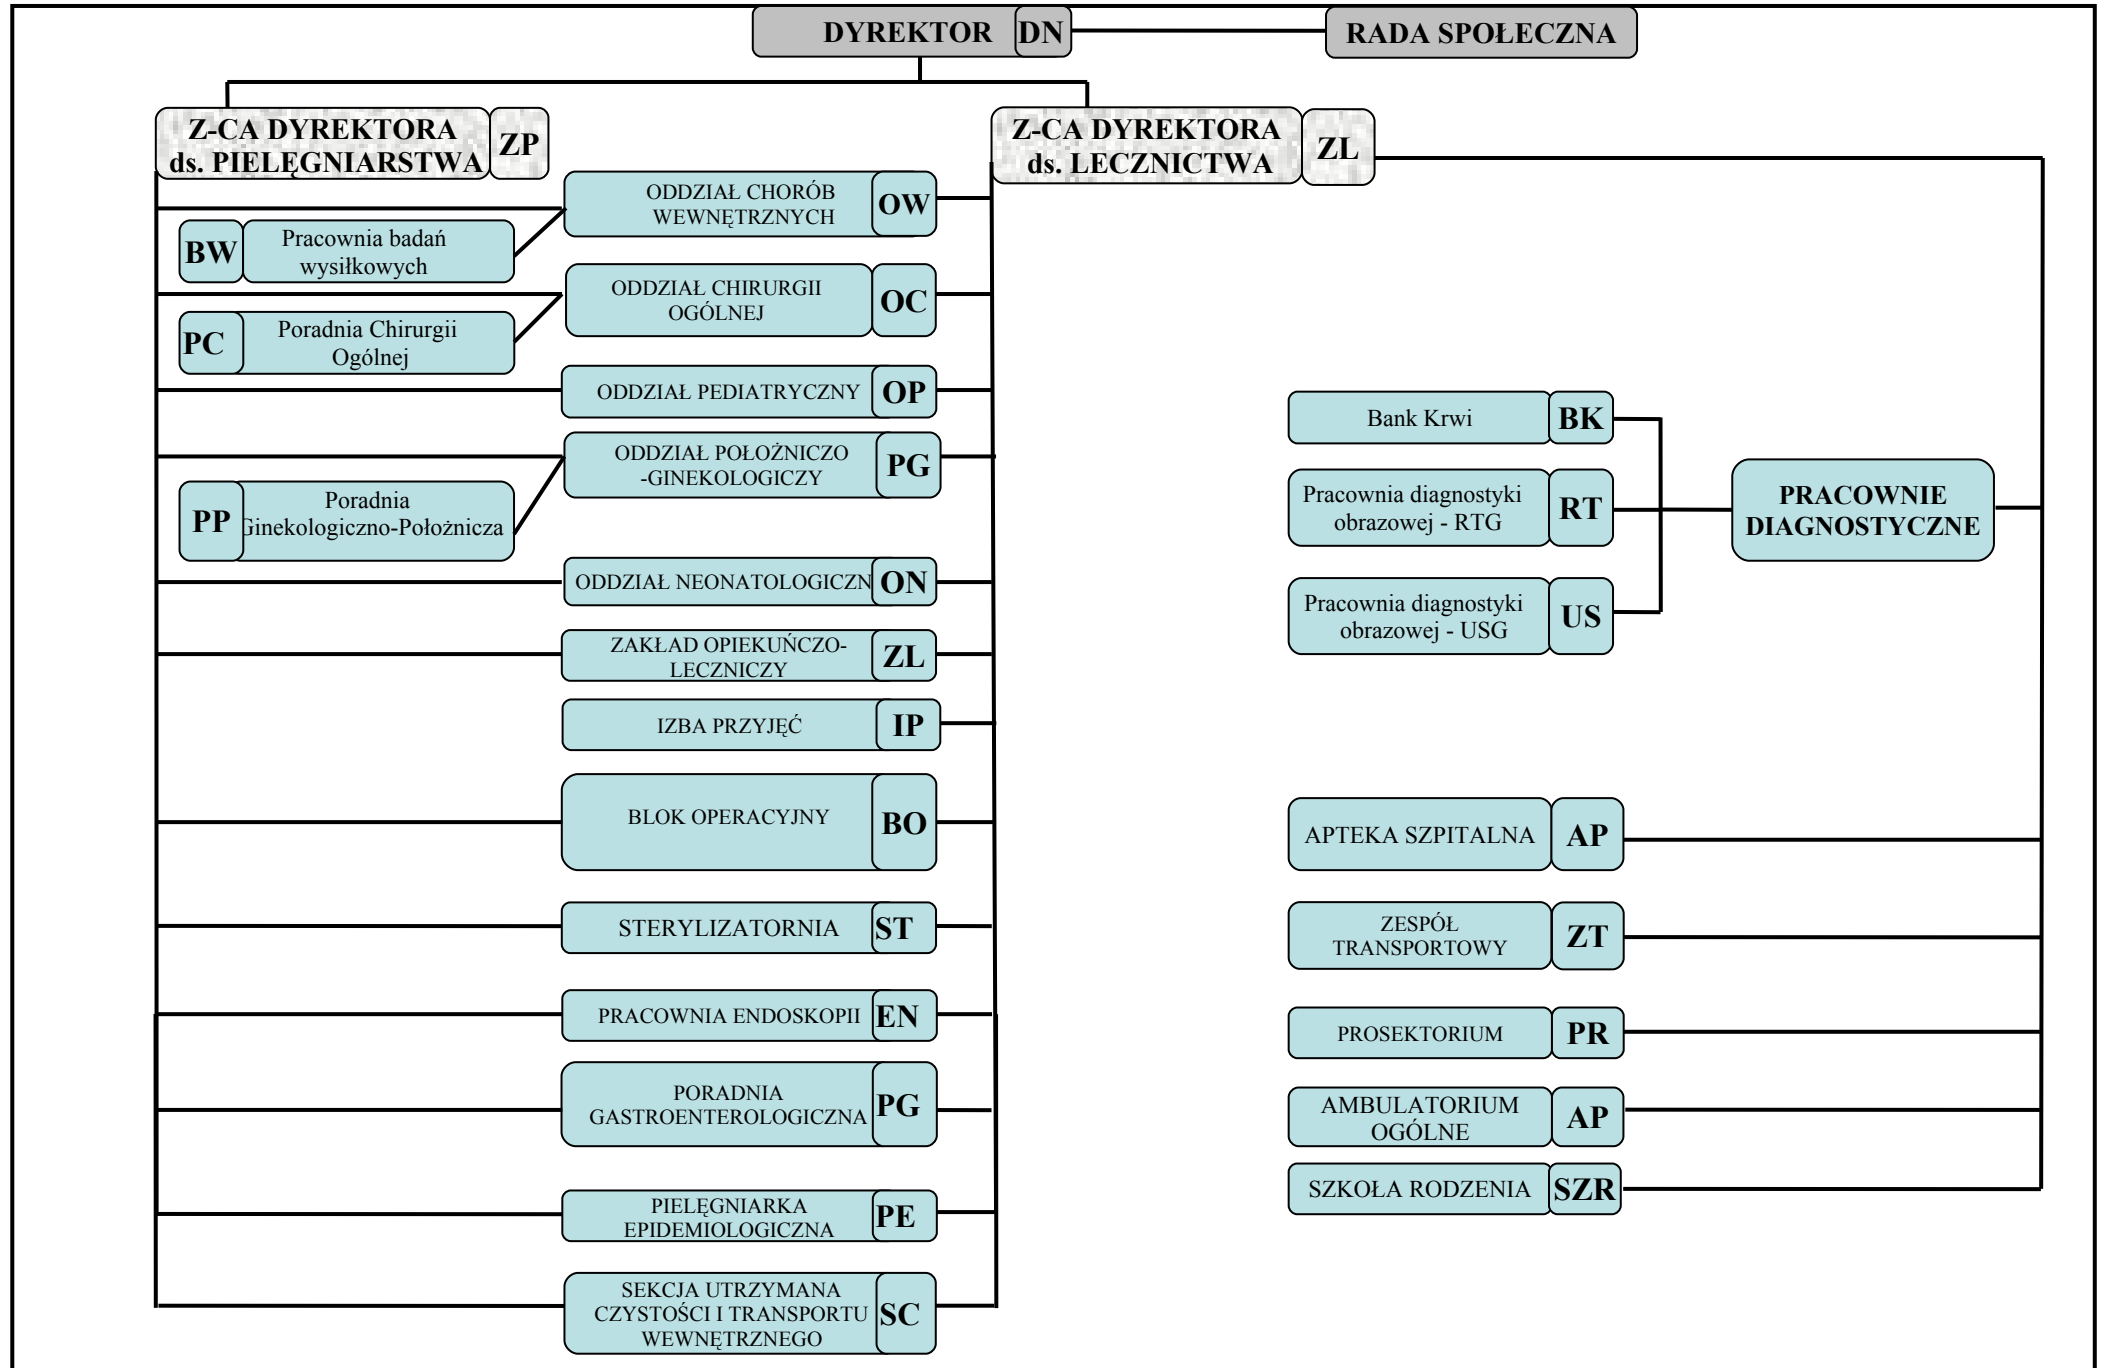 DYREKTOR DN
RADA SPOŁECZNA
Z-CA DYREKTORA
ds. PIELĘGNIARSTWA
ZP
Z-CA DYREKTORA
ds. LECZNICTWA
ZL
ODDZIAŁ CHORÓB
WEWNĘTRZNYCH
OW
BW
Pracownia badań
wysiłkowych
ODDZIAŁ CHIRURGII
OGÓLNEJ
OC
PC
Poradnia Chirurgii
Ogólnej
ODDZIAŁ PEDIATRYCZNY
OP
ODDZIAŁ POŁOŻNICZO
-GINEKOLOGICZY
PG
PP
Poradnia
Ginekologiczno-Położnicza
ODDZIAŁ NEONATOLOGICZN
ON
ZAKŁAD OPIEKUŃCZO-
LECZNICZY
ZL
IZBA PRZYJĘĆ
IP
BLOK OPERACYJNY
BO
STERYLIZATORNIA
ST
PRACOWNIA ENDOSKOPII
EN
PORADNIA
GASTROENTEROLOGICZNA
PG
PIELĘGNIARKA
EPIDEMIOLOGICZNA
PE
SEKCJA UTRZYMANA
CZYSTOŚCI I TRANSPORTU
WEWNĘTRZNEGO
SC
Bank Krwi
BK
Pracownia diagnostyki
obrazowej - RTG
RT
Pracownia diagnostyki
obrazowej - USG
US
PRACOWNIE
DIAGNOSTYCZNE
APTEKA SZPITALNA
AP
ZESPÓŁ
TRANSPORTOWY
ZT
PROSEKTORIUM
PR
AMBULATORIUM
OGÓLNE
AP
SZKOŁA RODZENIA
SZR